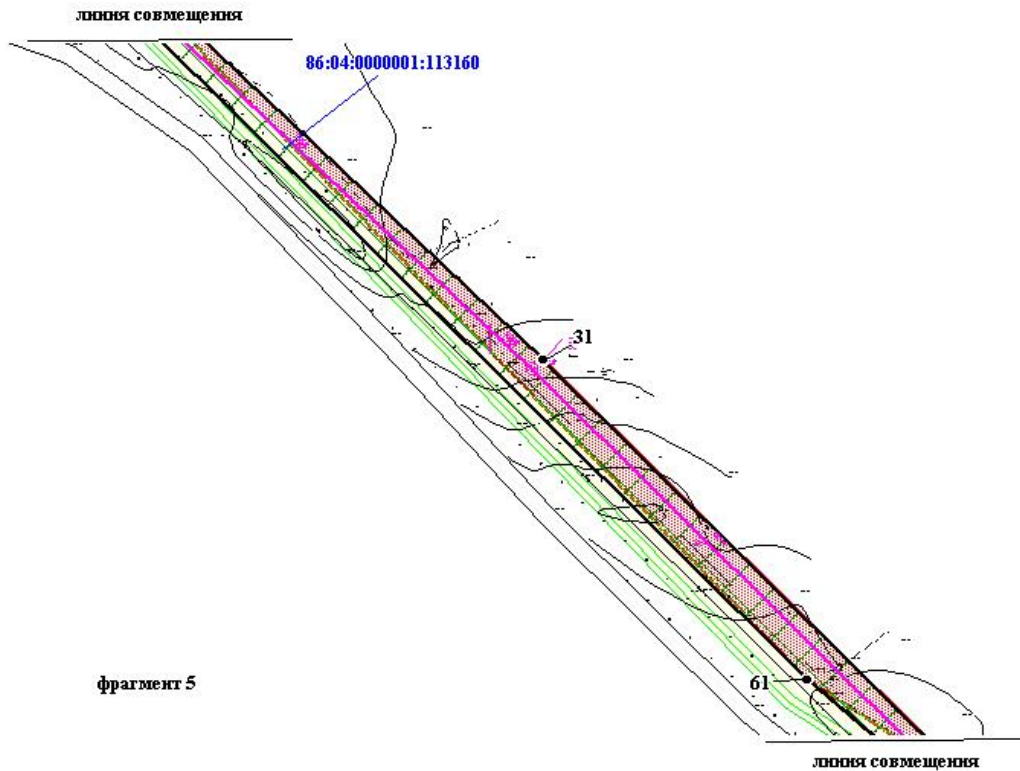 линия совмещения
86:04:0000001:113160
31
61
фрагмент 5
линия совмещения